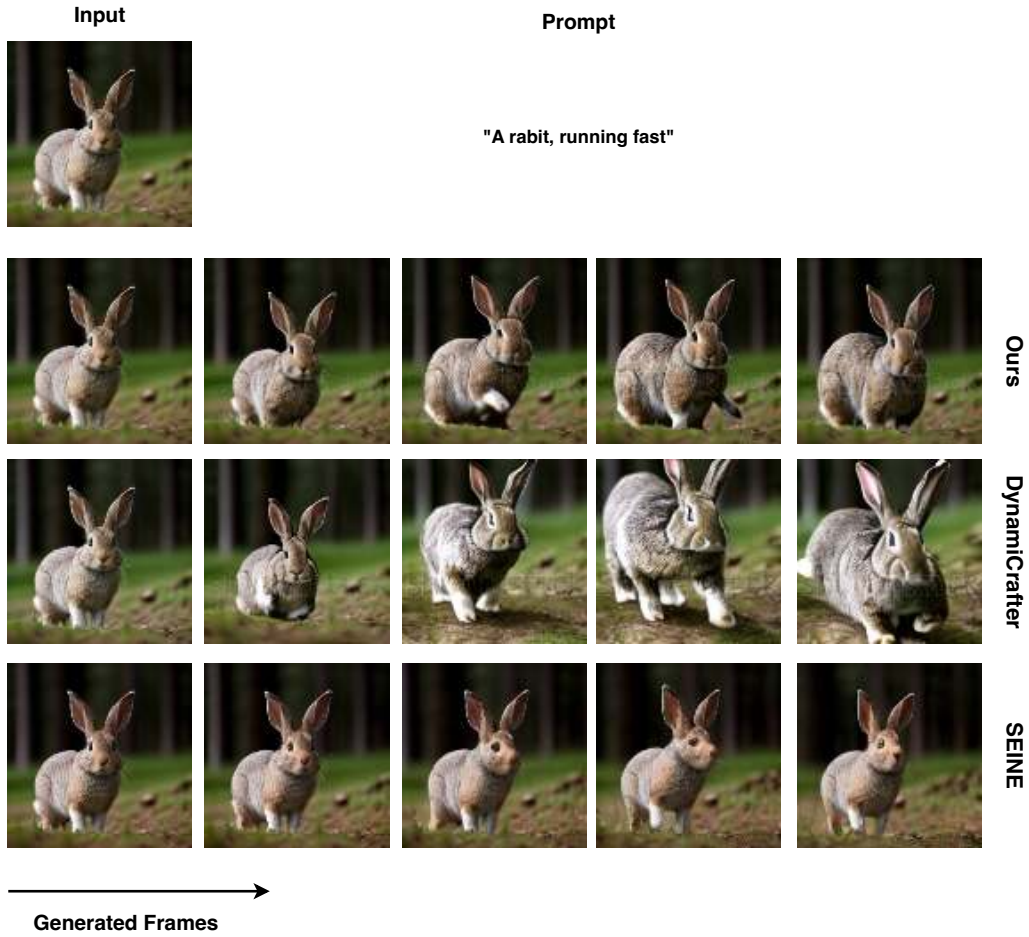 Input
Prompt
"A rabit, running fast"
Ours
DynamiCrafter
SEINE
Generated Frames